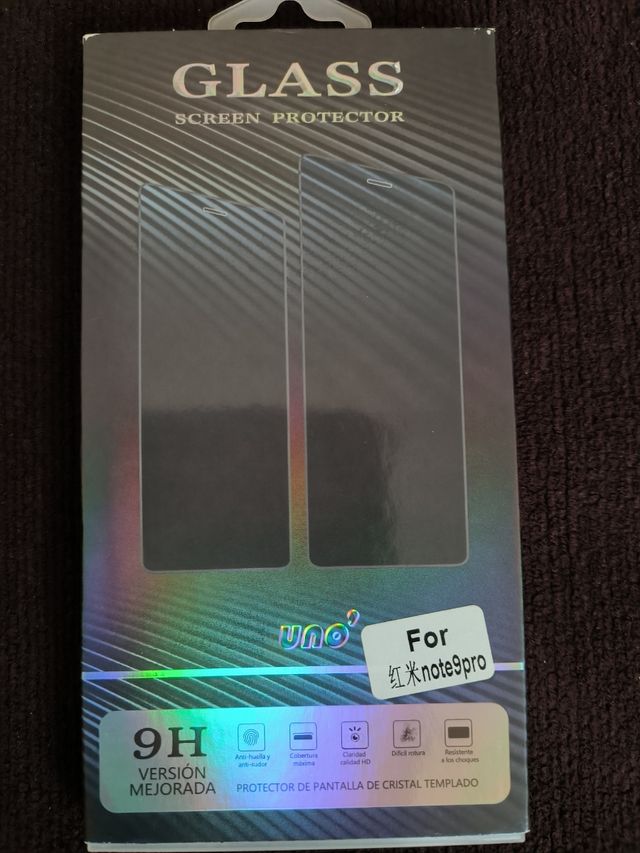 GLASS
SCREEN PROTECTOR
uno'
For
红米note9pro
9H
VERSIÓN
MEJORADA
Anti-huella y
anti-sudor
Cobertura
máxima
Claridad
calidad HD
Difícil rotura
Resistente
a los choques
PROTECTOR DE PANTALLA DE CRISTAL TEMPLADO